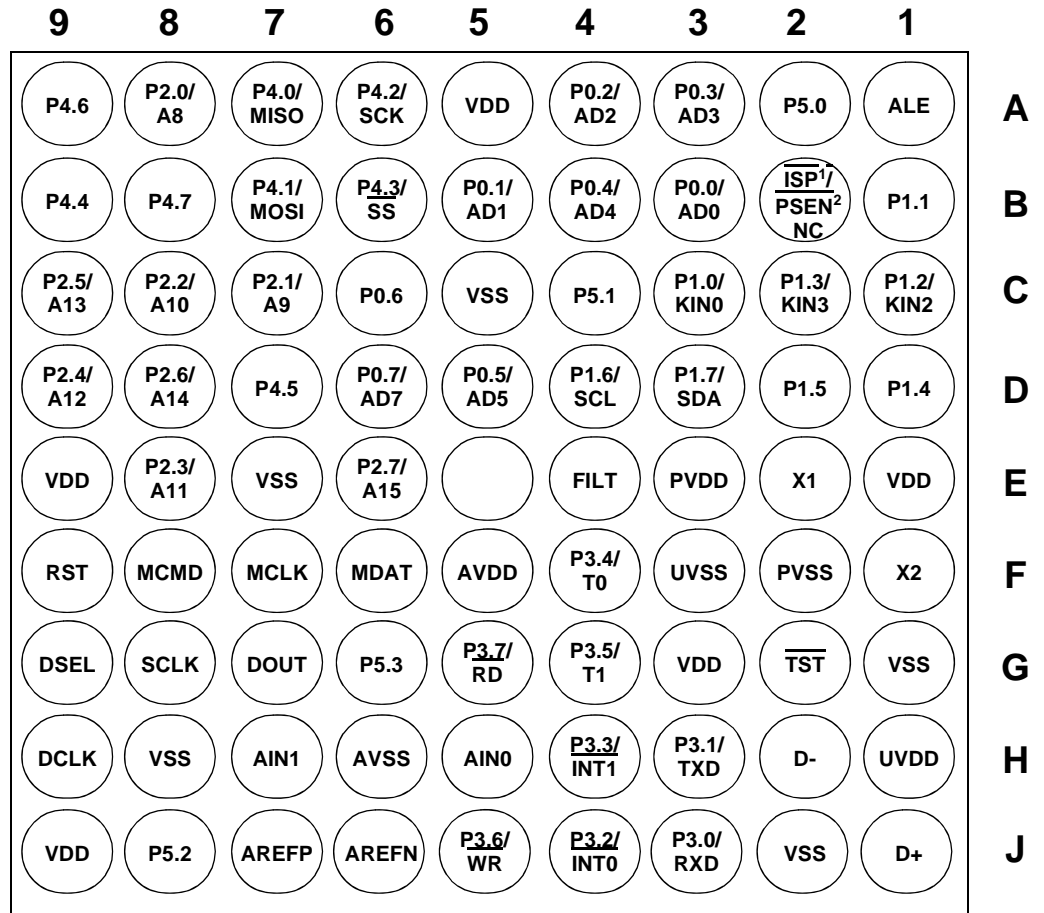 9 8 7 6 5 4 3 2 1
P4.6 P2.0/ P4.0/ P4.2/ VDD P0.2/ P0.3/ P5.0 ALE A
A8 MISO SCK AD2 AD3
P4.4 P4.7 P4.1/ P4.3/ P0.1/ P0.4/ P0.0/ ISP1/ P1.1 B
MOSI SS AD1 AD4 AD0 PSEN2
NC
P2.5/ P2.2/ P2.1/ P0.6 VSS P5.1 P1.0/ P1.3/ P1.2/ C
A13 A10 A9 KIN0 KIN3 KIN2
P2.4/ P2.6/ P4.5 P0.7/ P0.5/ P1.6/ P1.7/ P1.5 P1.4 D
A12 A14 AD7 AD5 SCL SDA
VDD P2.3/ VSS P2.7/ FILT PVDD X1 VDD E
A11 A15
RST MCMD MCLK MDAT AVDD P3.4/ UVSS PVSS X2 F
T0
DSEL SCLK DOUT P5.3 P3.7/ P3.5/ VDD TST VSS G
RD T1
DCLK VSS AIN1 AVSS AIN0 P3.3/ P3.1/ D- UVDD H
INT1 TXD
VDD P5.2 AREFP AREFN P3.6/ P3.2/ P3.0/ VSS D+ J
WR INT0 RXD